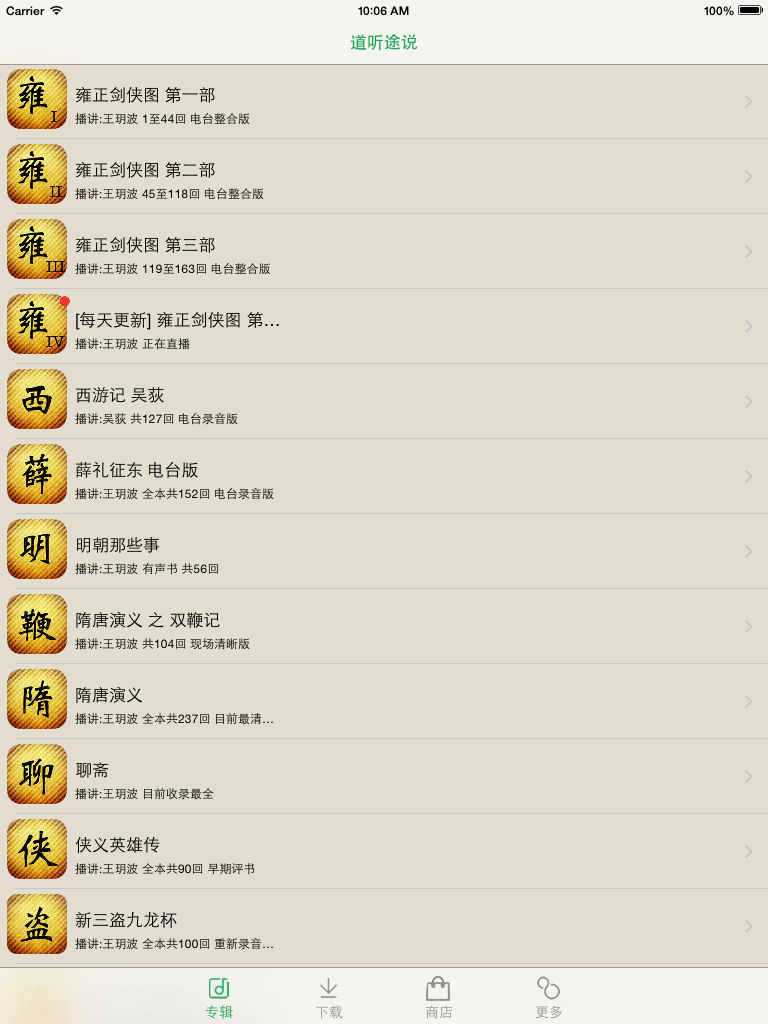 Carrier 10:06 AM 100%
道听途说
雍 I
雍正剑侠图 第一部
播讲:王玥波 1至44回 电台整合版
雍 II
雍正剑侠图 第二部
播讲:王玥波 45至118回 电台整合版
雍 III
雍正剑侠图 第三部
播讲:王玥波 119至163回 电台整合版
雍 IV
[每天更新] 雍正剑侠图 第...
播讲:王玥波 正在直播
西
西游记 吴荻
播讲:吴荻 共127回 电台录音版
薛
薛礼征东 电台版
播讲:王玥波 全本共152回 电台录音版
明
明朝那些事
播讲:王玥波 有声书 共56回
鞭
隋唐演义 之 双鞭记
播讲:王玥波 共104回 现场清晰版
隋
隋唐演义
播讲:王玥波 全本共237回 目前最清...
聊
聊斋
播讲:王玥波 目前收录最全
侠
侠义英雄传
播讲:王玥波 全本共90回 早期评书
盗
新三盗九龙杯
播讲:王玥波 全本共100回 重新录音...
专辑 下载 商店 更多